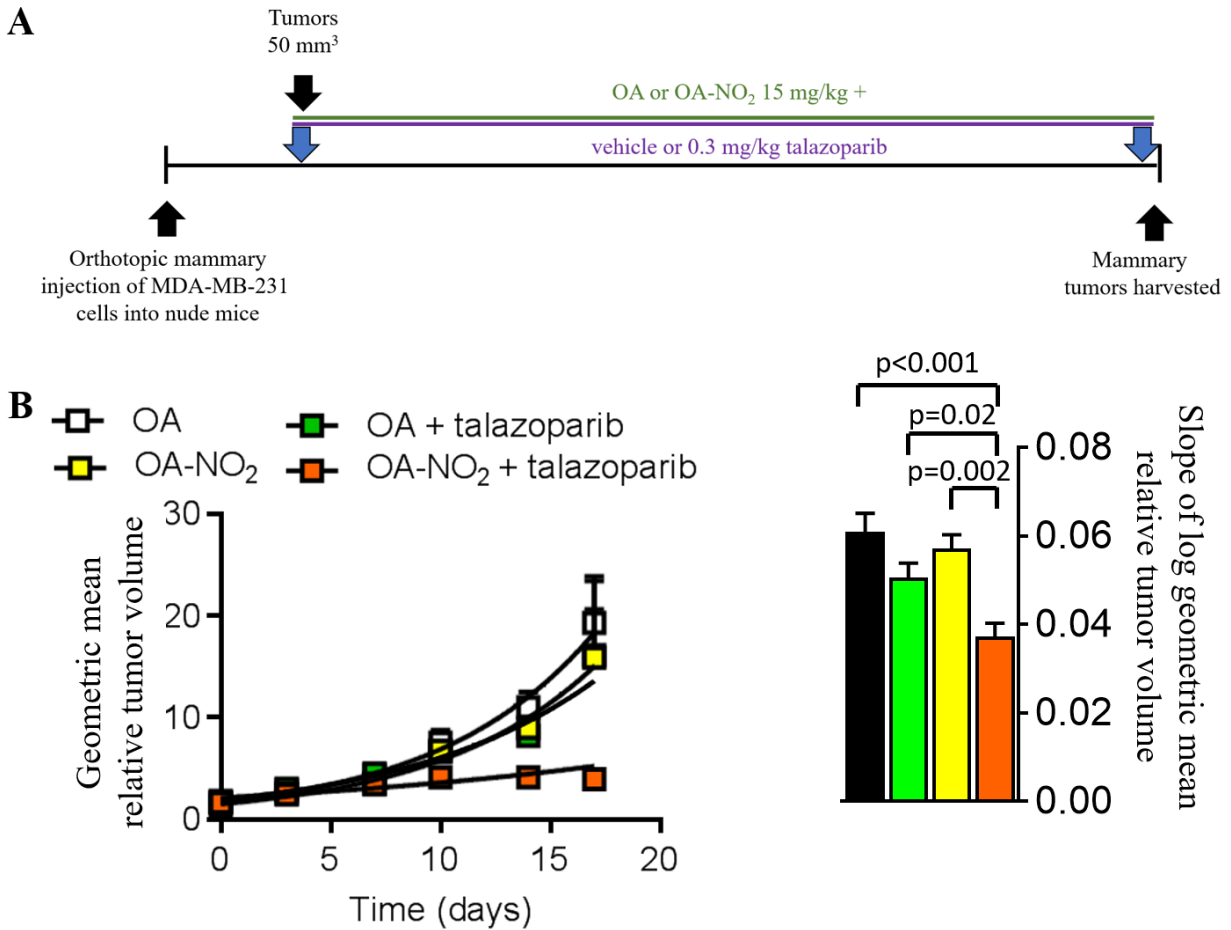 A
Tumors
50 mm³
OA or OA-NO₂ 15 mg/kg +
vehicle or 0.3 mg/kg talazoparib
Orthotopic mammary
injection of MDA-MB-231
cells into nude mice
Mammary
tumors harvested
B
OA
OA + talazoparib
OA-NO₂
OA-NO₂ + talazoparib
Geometric mean
relative tumor volume
30
20
10
0
0 5 10 15 20
Time (days)
p<0.001
p=0.02
p=0.002
0.08
0.06
0.04
0.02
0.00
Slope of log geometric mean
relative tumor volume